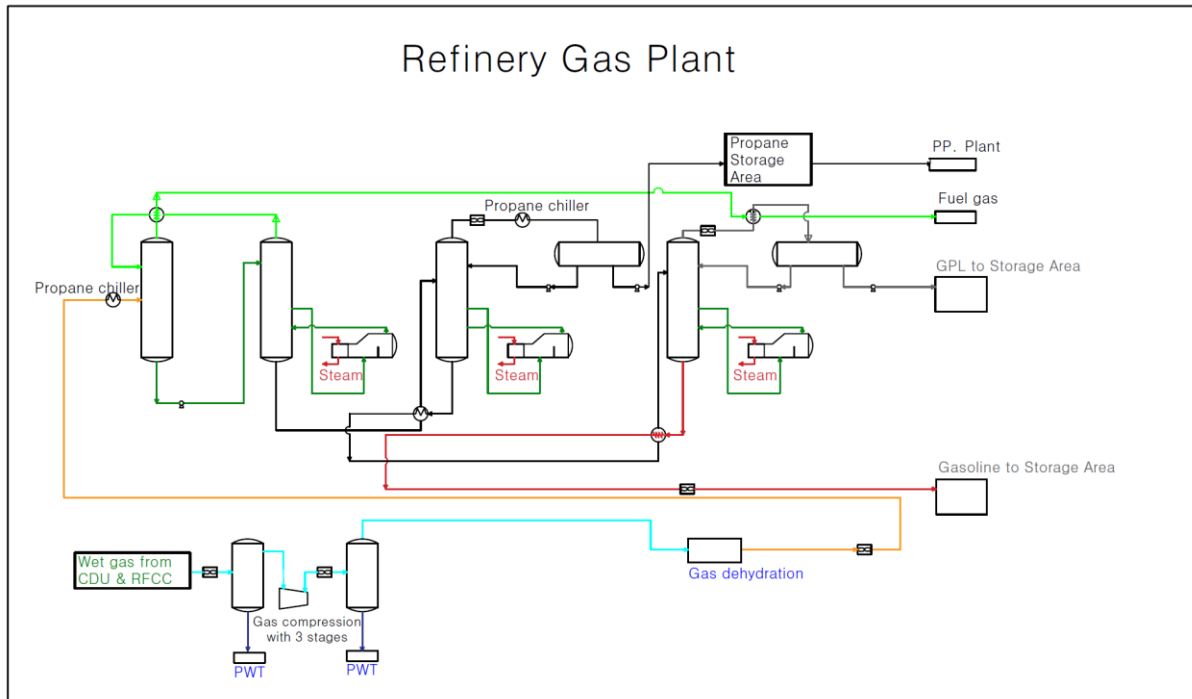 Refinery Gas Plant
Propane
Storage
Area
PP. Plant
Fuel gas
Propane chiller
GPL to Storage Area
Propane chiller
Steam
Steam
Steam
Gasoline to Storage Area
Wet gas from
CDU & RFCC
Gas compression
with 3 stages
Gas dehydration
PWT
PWT